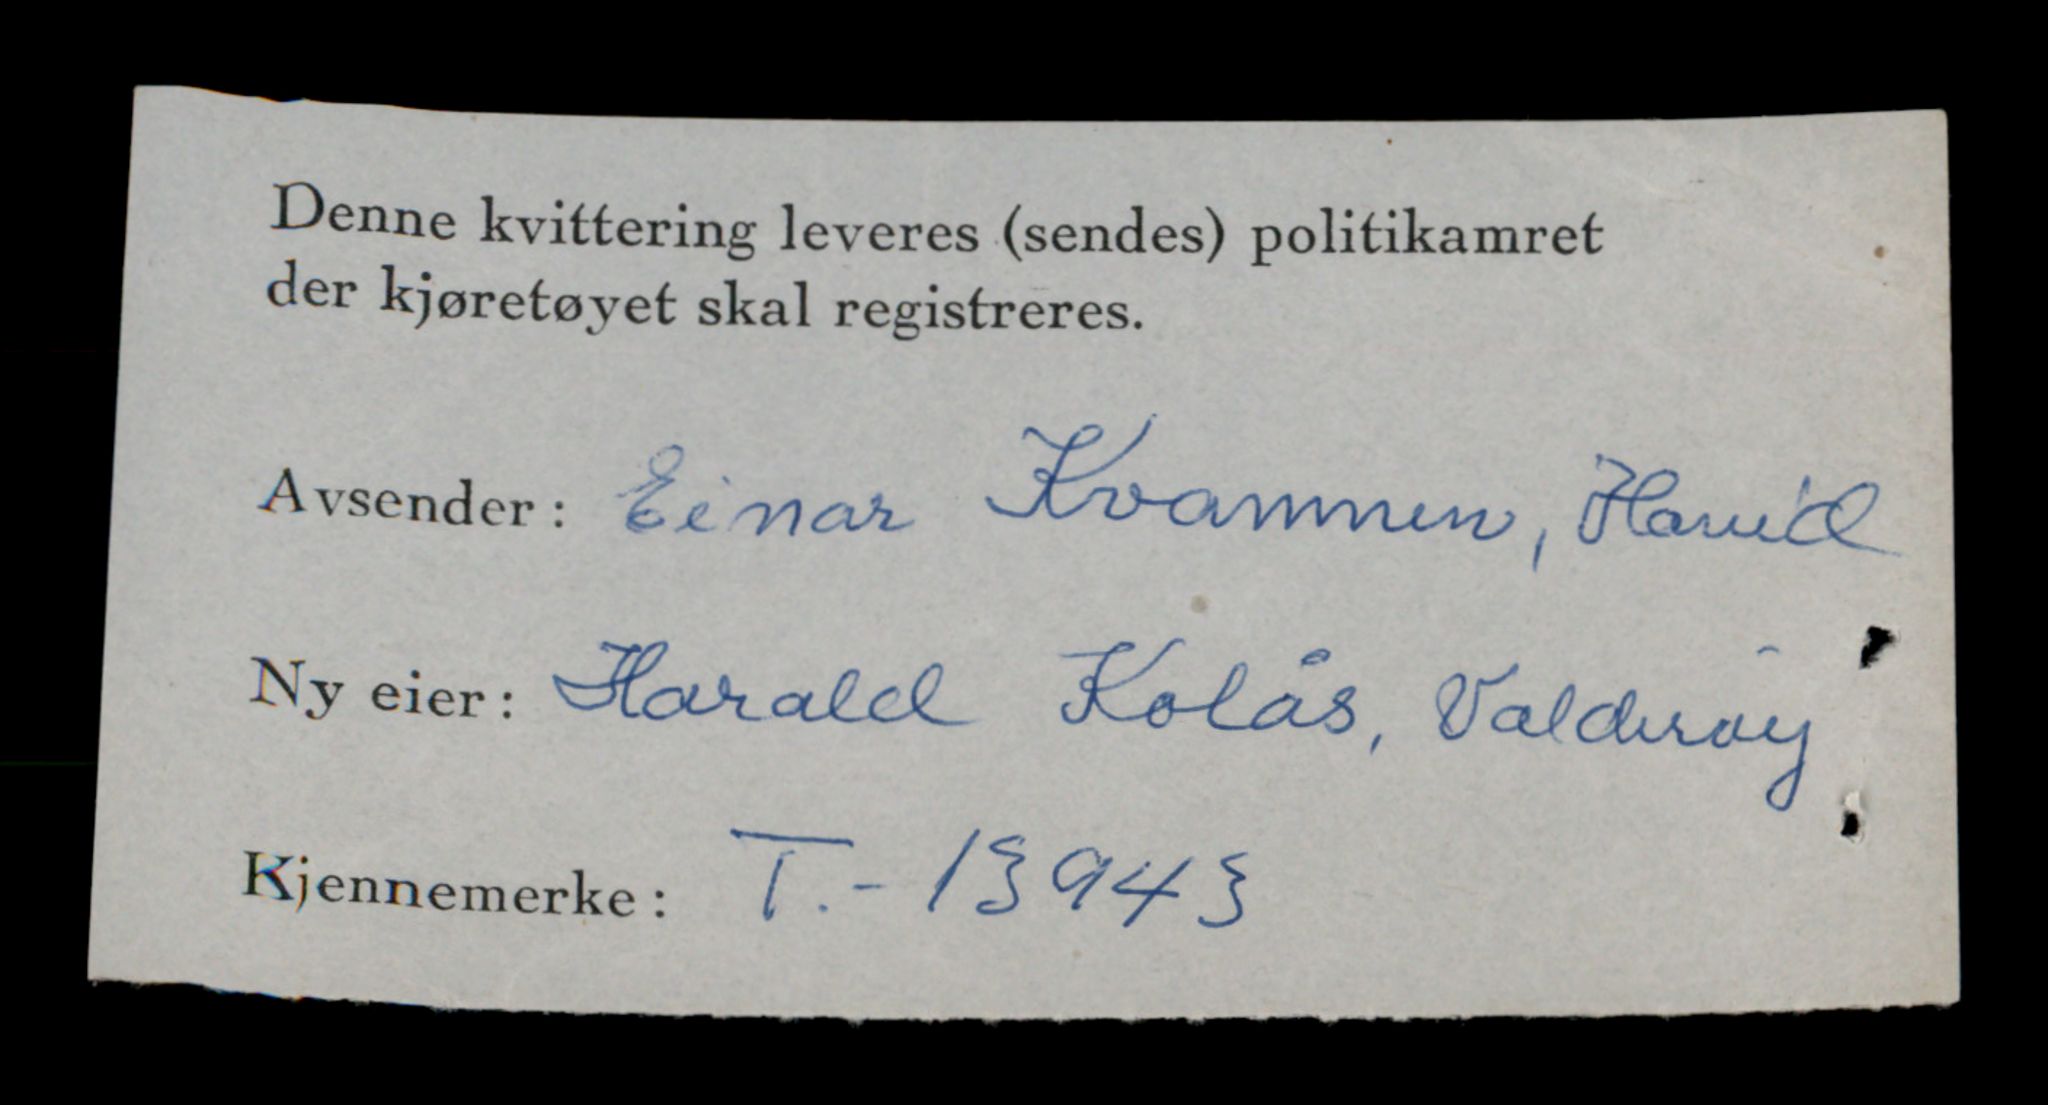 Denne kvittering leveres (sendes) politikamret
der kjøretøyet skal registreres.
Avsender: Einar Kvammen, Hareid
Ny eier: Harald Kolås, Valderøy
Kjennemerke: T.- 13943